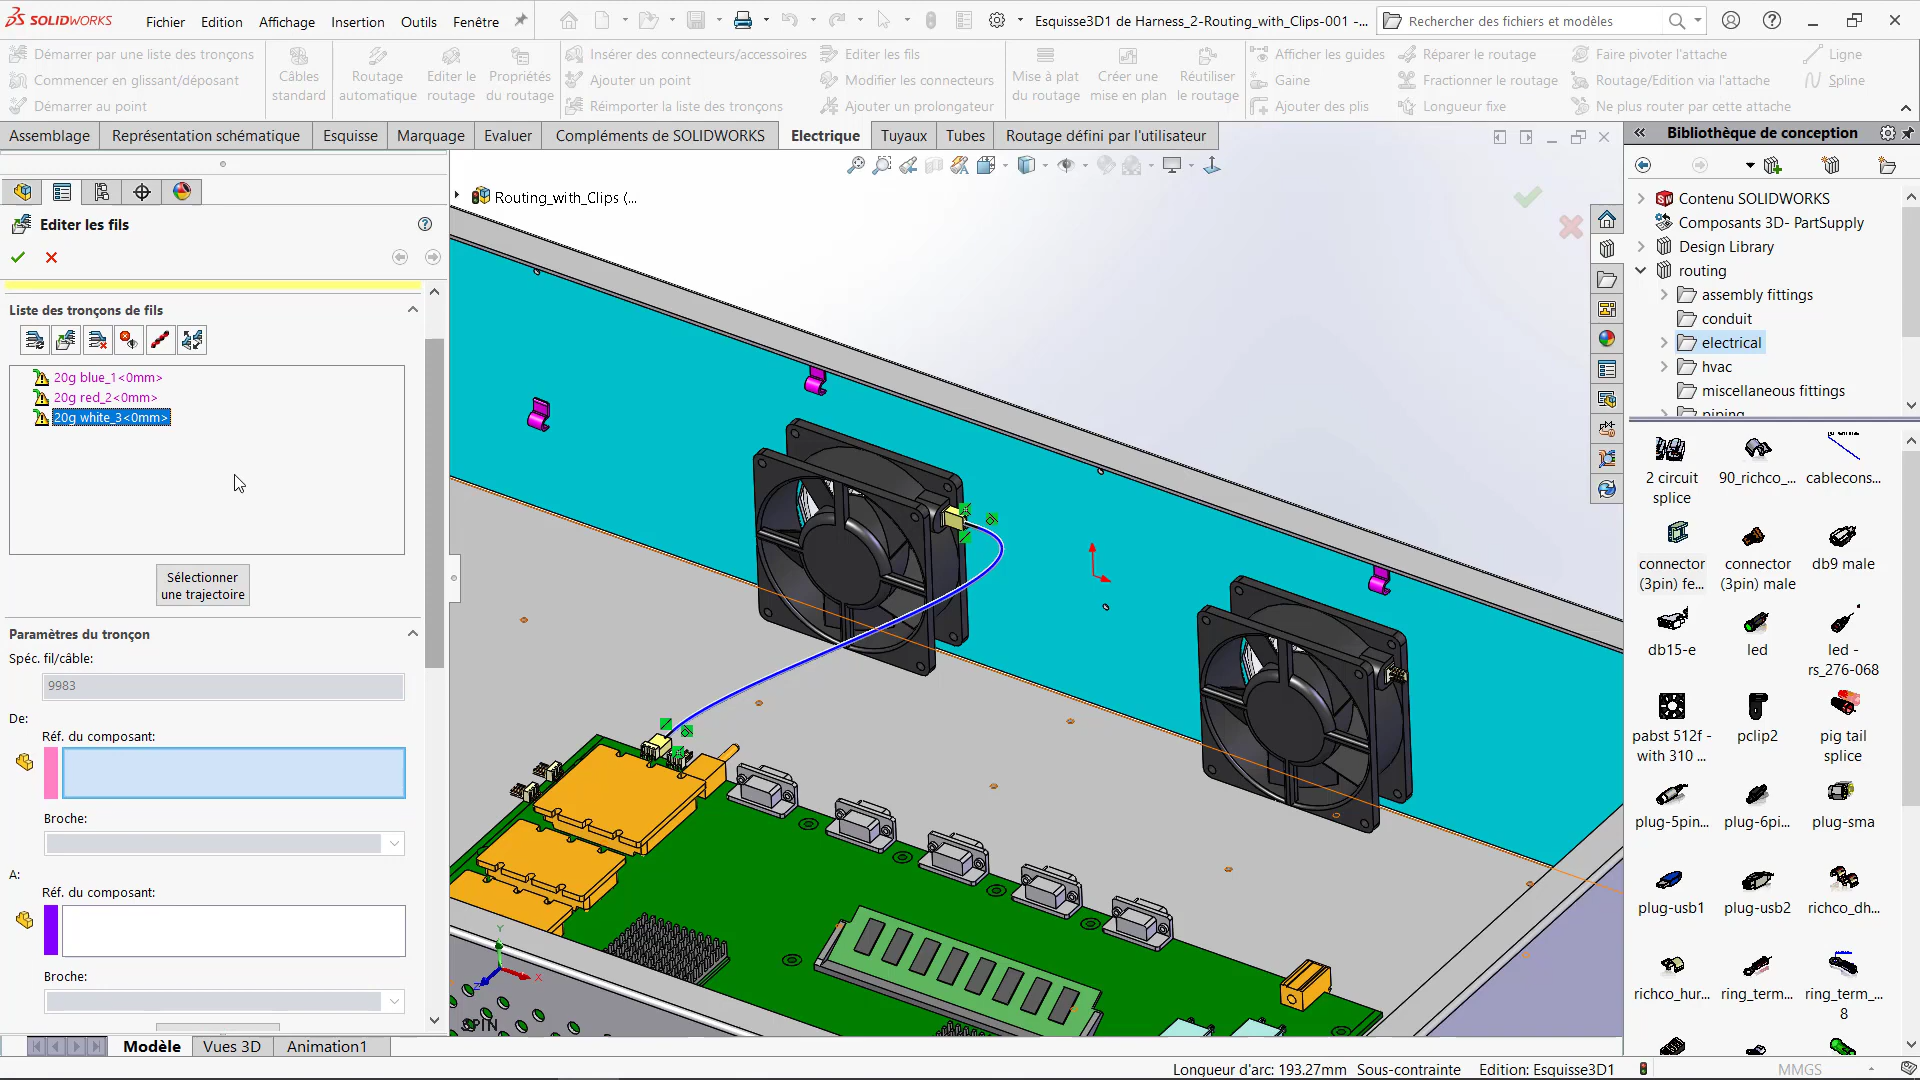 SOLIDWORKS
Fichier
Edition
Affichage
Insertion
Outils
Fenêtre
Esquisse3D1 de Harness_2-Routing_with_Clips-001 -...
Rechercher des fichiers et modèles
Démarrer par une liste des tronçons
Commencer en glissant/déposant
Démarrer au point
Câbles
standard
Routage
automatique
Editer le
routage
Propriétés
du routage
Insérer des connecteurs/accessoires
Ajouter un point
Réimporter la liste des tronçons
Editer les fils
Modifier les connecteurs
Ajouter un prolongateur
Mise à plat
du routage
Créer une
mise en plan
Réutiliser
le routage
Afficher les guides
Gaine
Ajouter des plis
Réparer le routage
Fractionner le routage
Longueur fixe
Faire pivoter l'attache
Routage/Edition via l'attache
Ne plus router par cette attache
Ligne
Spline
Assemblage
Représentation schématique
Esquisse
Marquage
Evaluer
Compléments de SOLIDWORKS
Electrique
Tuyaux
Tubes
Routage défini par l'utilisateur
Editer les fils
Liste des tronçons de fils
20g blue_1<0mm>
20g red_2<0mm>
20g white_3<0mm>
Sélectionner
une trajectoire
Paramètres du tronçon
Spéc. fil/câble:
9983
De:
Réf. du composant:
Broche:
A:
Réf. du composant:
Broche:
Routing_with_Clips (...
Y
X
Z
SPIN
Bibliothèque de conception
Contenu SOLIDWORKS
Composants 3D- PartSupply
Design Library
routing
assembly fittings
conduit
electrical
hvac
miscellaneous fittings
piping
2 circuit
splice
90_richco_...
cablecons...
connector
(3pin) fe...
connector
(3pin) male
db9 male
db15-e
led
led -
rs_276-068
pabst 512f -
with 310 ...
pclip2
pig tail
splice
plug-5pin...
plug-6pi...
plug-sma
plug-usb1
plug-usb2
richco_dh...
richco_hur...
ring_term...
ring_term_...
8
Modèle
Vues 3D
Animation1
Longueur d'arc: 193.27mm
Sous-contrainte
Edition: Esquisse3D1
MMGS